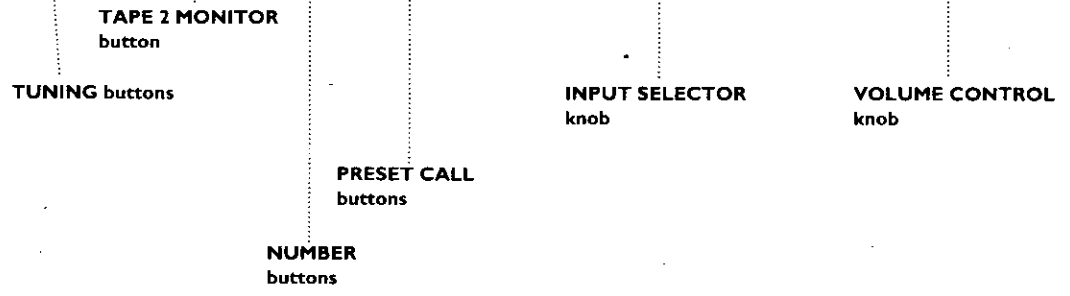 TAPE 2 MONITOR
button
TUNING buttons
INPUT SELECTOR
knob
VOLUME CONTROL
knob
PRESET CALL
buttons
NUMBER
buttons